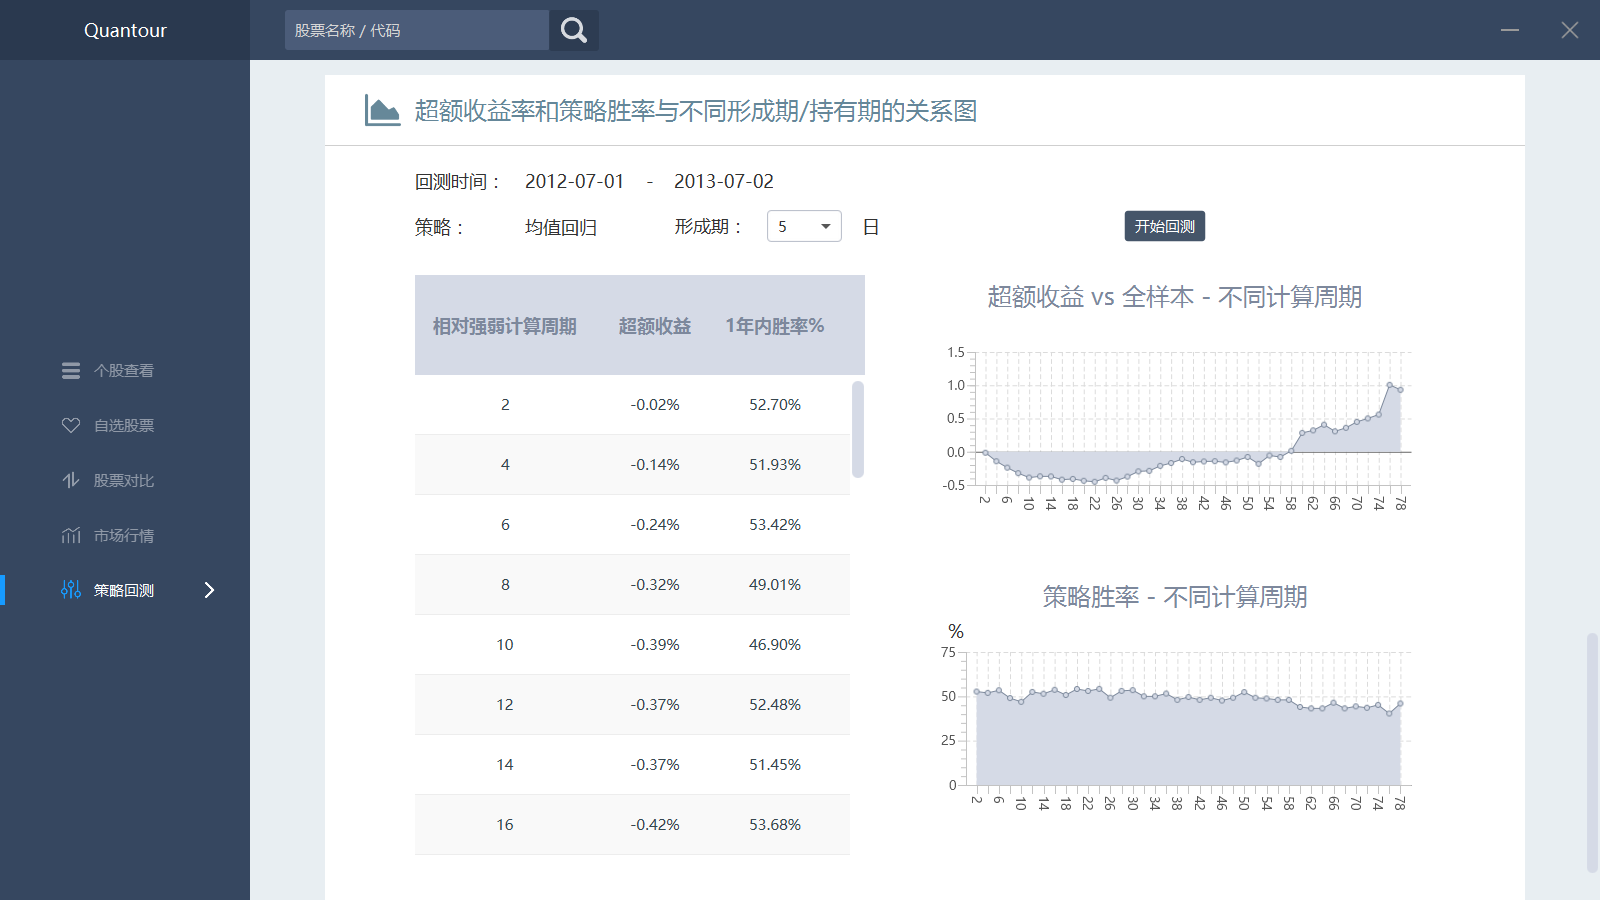 Quantour
股票名称 / 代码
个股查看
自选股票
股票对比
市场行情
策略回测
超额收益率和策略胜率与不同形成期/持有期的关系图
回测时间： 2012-07-01 - 2013-07-02
策略： 均值回归 形成期： 5 日 开始回测
相对强弱计算周期 超额收益 1年内胜率%
2 -0.02% 52.70%
4 -0.14% 51.93%
6 -0.24% 53.42%
8 -0.32% 49.01%
10 -0.39% 46.90%
12 -0.37% 52.48%
14 -0.37% 51.45%
16 -0.42% 53.68%
超额收益 vs 全样本 - 不同计算周期
1.5
1.0
0.5
0.0
-0.5
2 6 10 14 18 22 26 30 34 38 42 46 50 54 58 62 66 70 74 78
策略胜率 - 不同计算周期
%
75
50
25
0
2 6 10 14 18 22 26 30 34 38 42 46 50 54 58 62 66 70 74 78